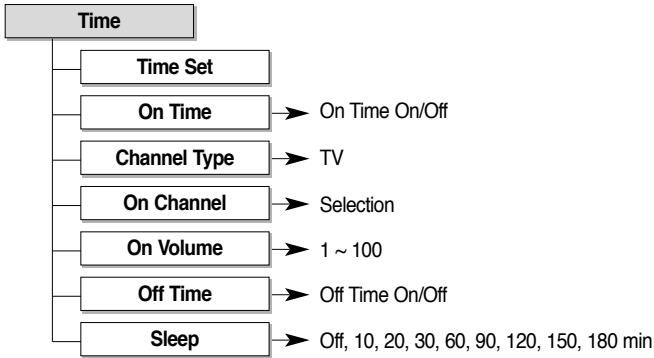 Time
Time Set
On Time On Time On/Off
Channel Type TV
On Channel Selection
On Volume 1 ~ 100
Off Time Off Time On/Off
Sleep Off, 10, 20, 30, 60, 90, 120, 150, 180 min